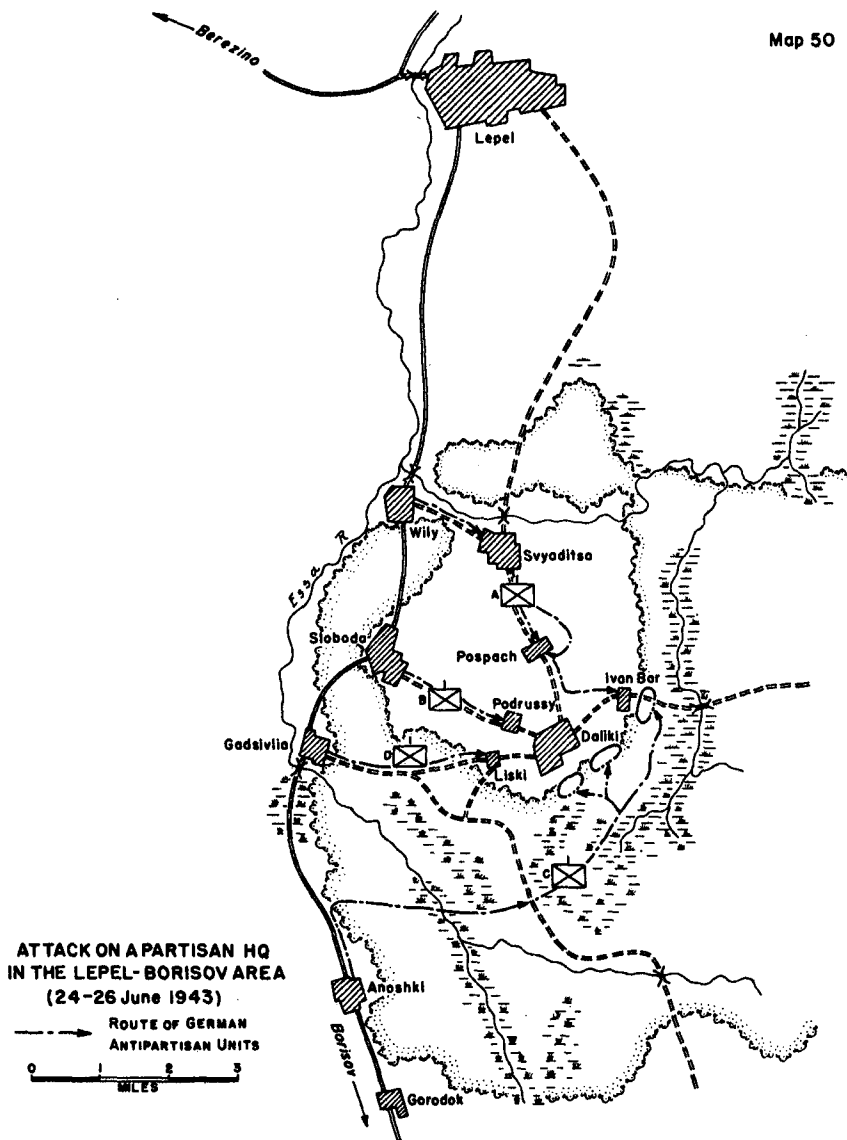 Map 50
Berezino
Lepel
Essa R
Wily
Svyaditsa
A
Sloboda
Pospach
Ivan Bor
B
Podrussy
Gadsivlia
D
Daliki
Liski
C
ATTACK ON A PARTISAN HQ
IN THE LEPEL-BORISOV AREA
(24-26 June 1943)
ROUTE OF GERMAN
ANTIPARTISAN UNITS
0 1 2 3
MILES
Anoshki
Borisov
Gorodok